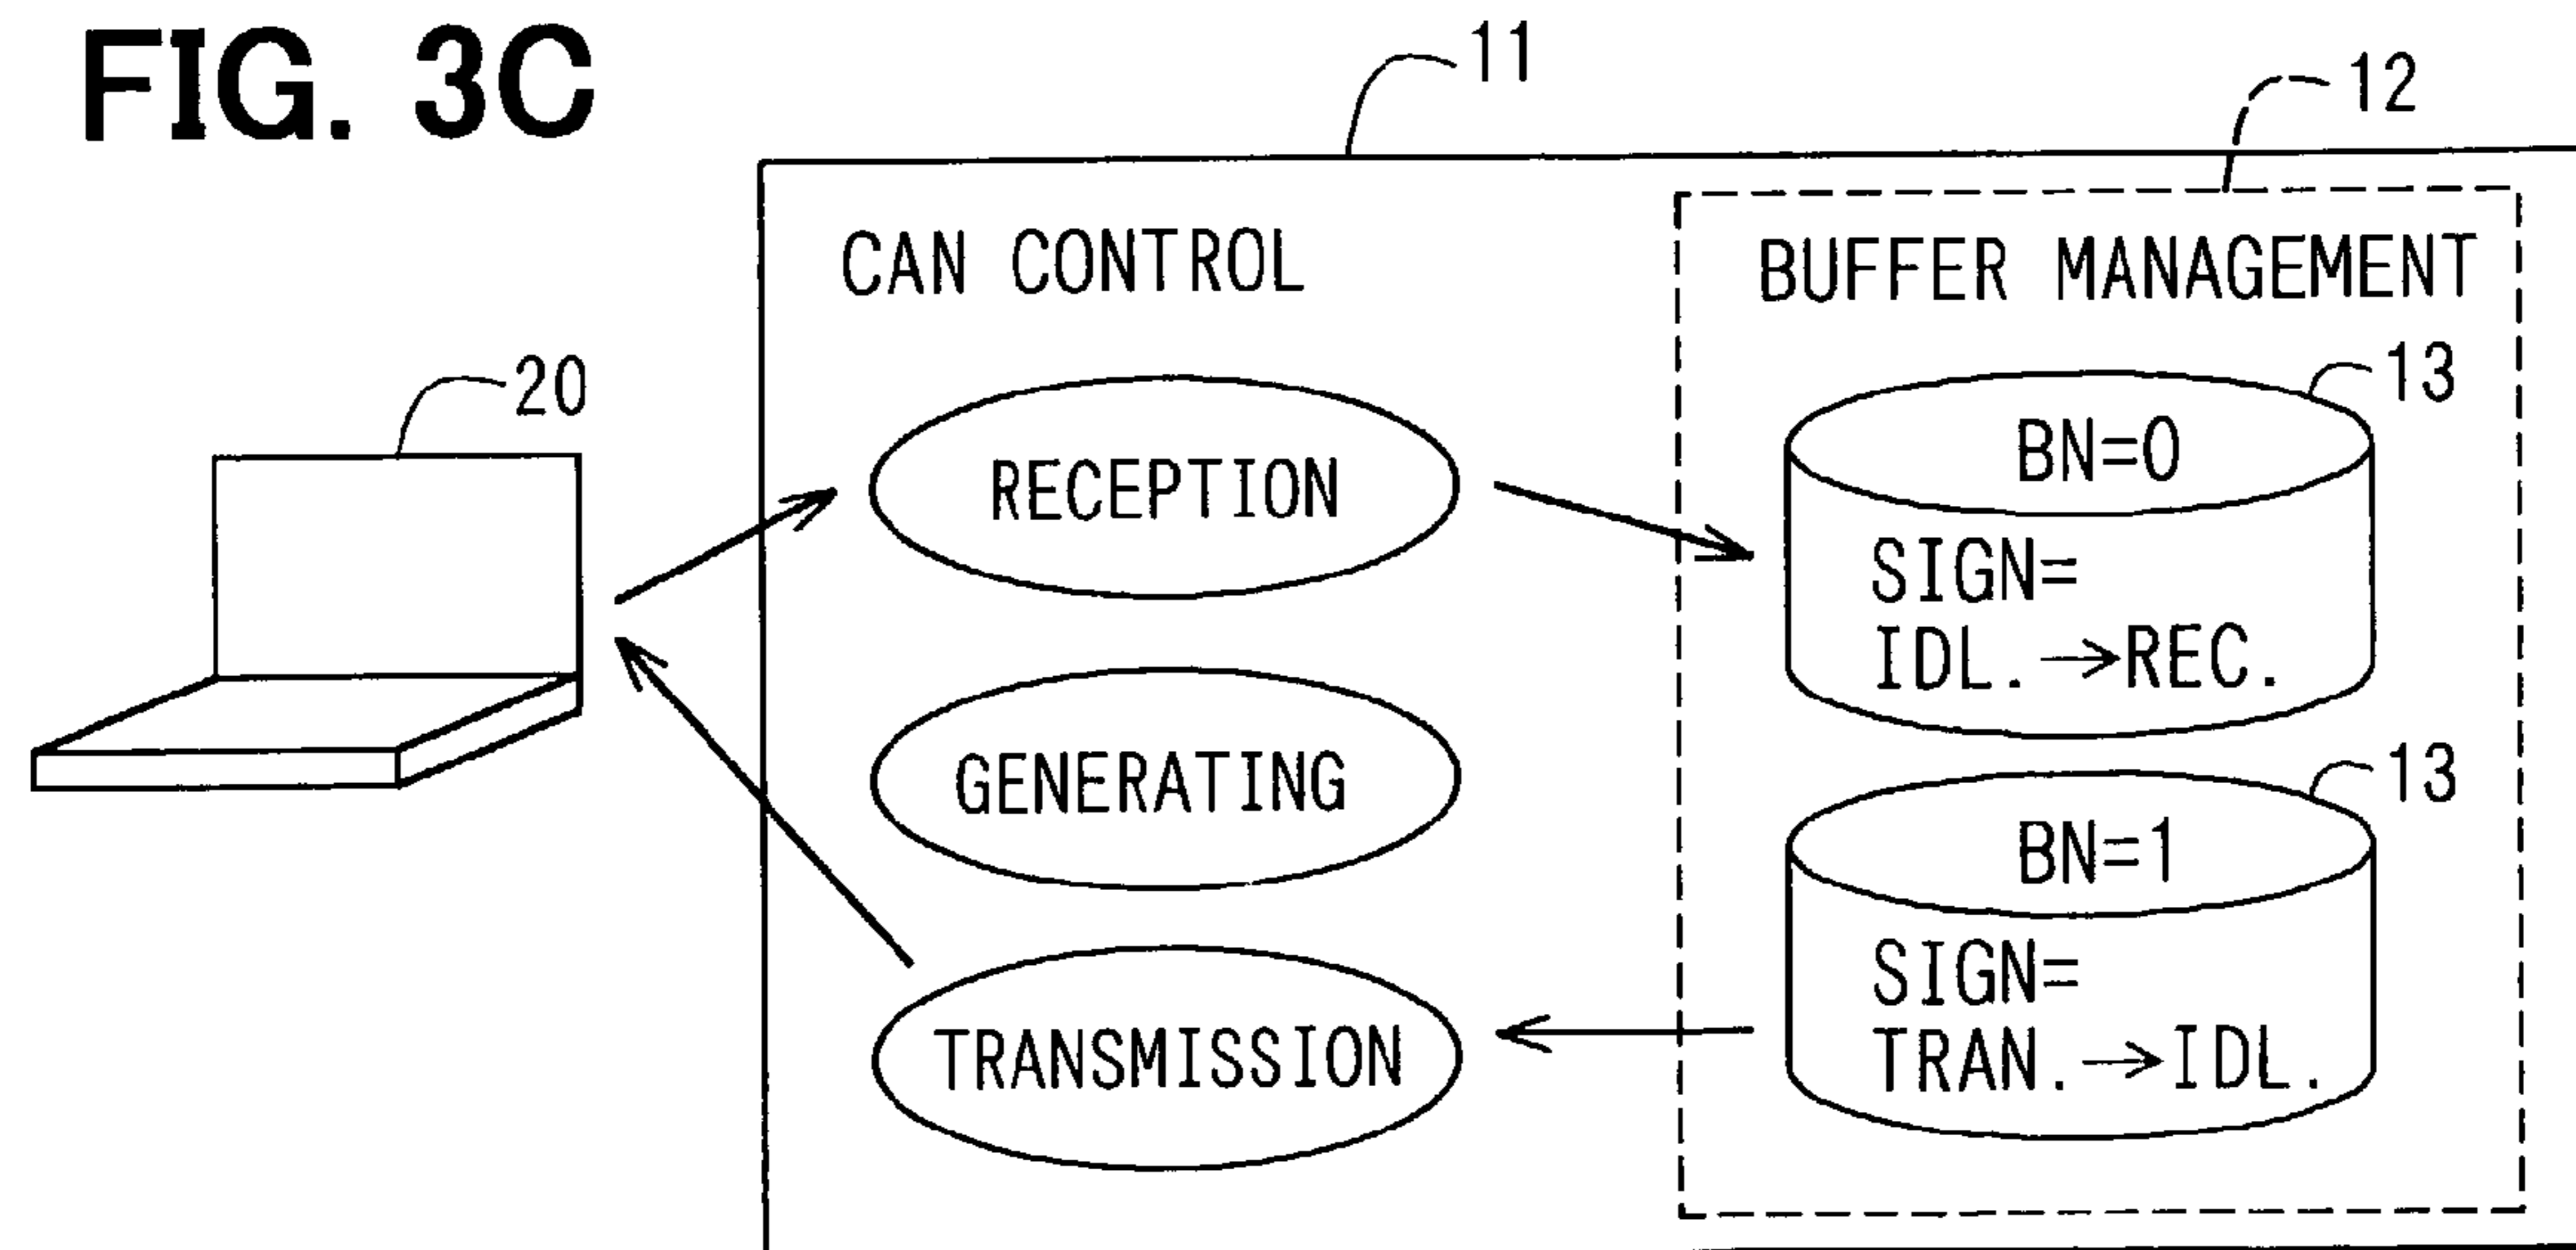 FIG. 3C
11
12
CAN CONTROL
BUFFER MANAGEMENT
20
13
RECEPTION
BN=0
SIGN=
IDL.→REC.
GENERATING
13
BN=1
SIGN=
TRAN.→IDL.
TRANSMISSION